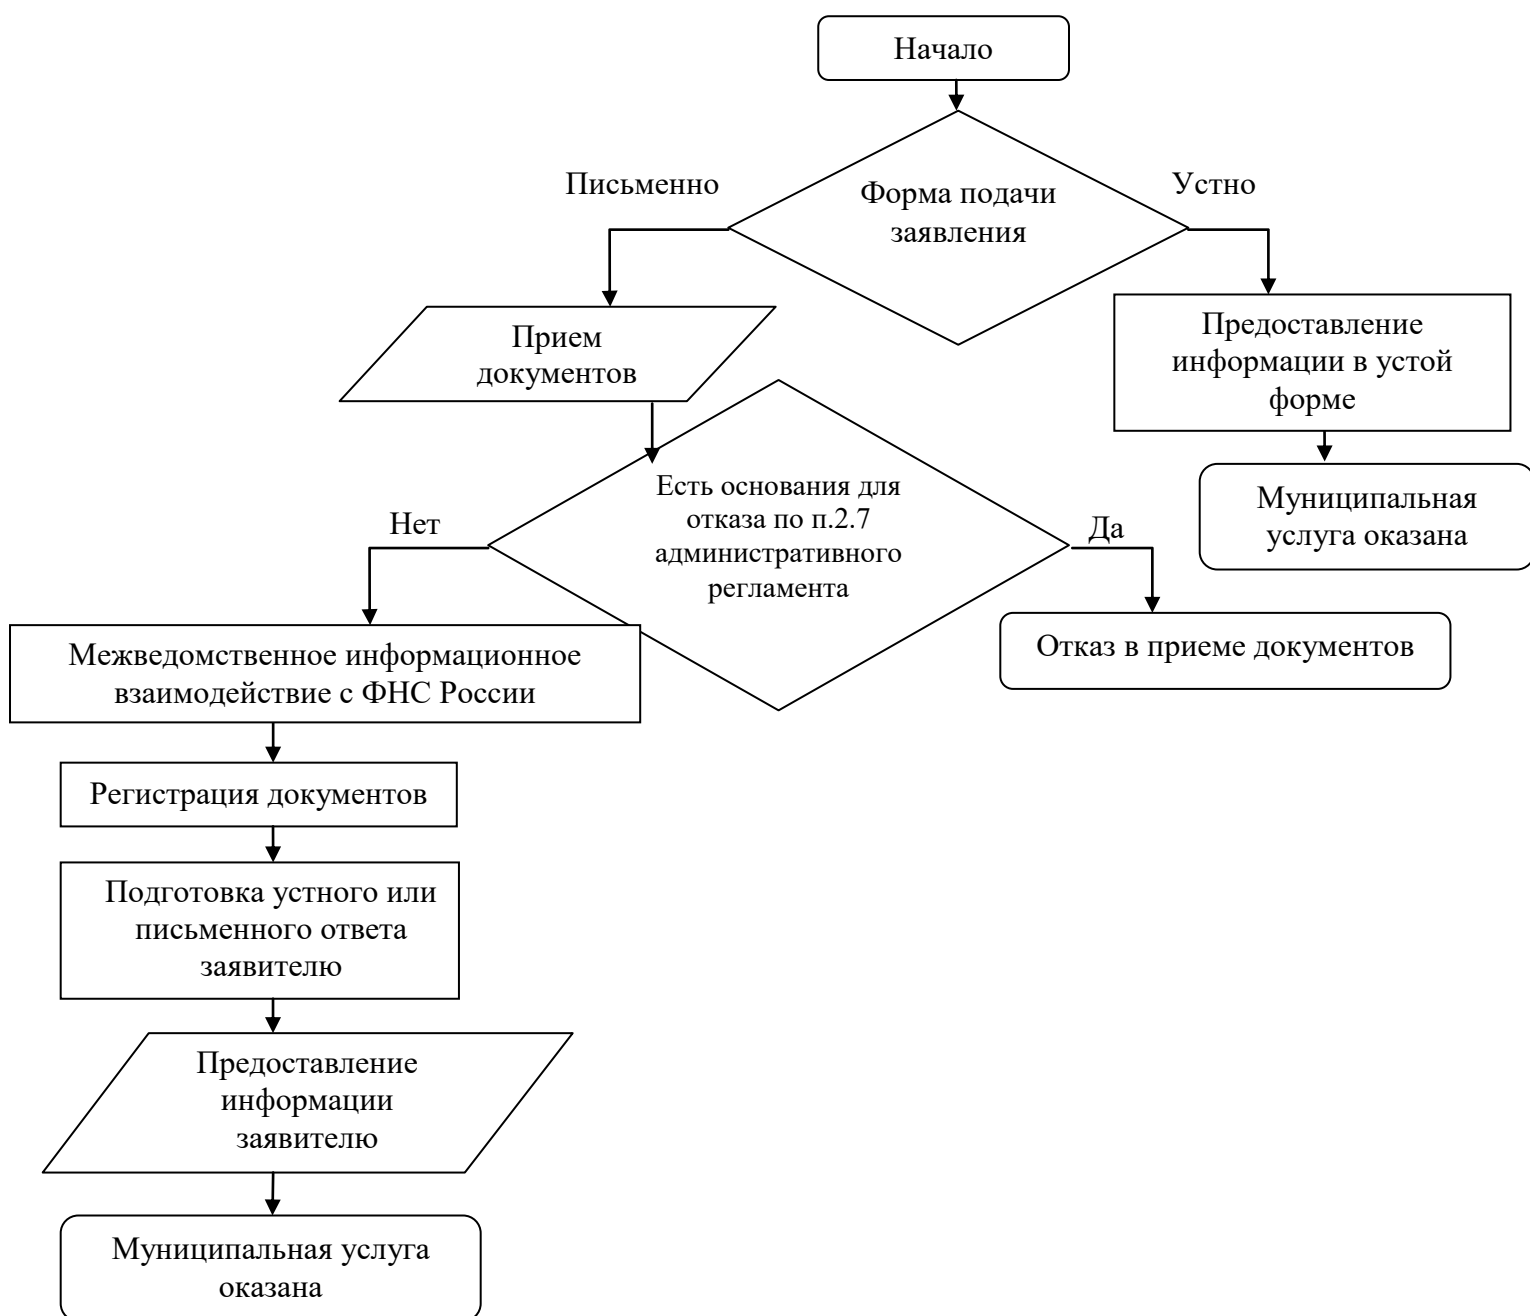 Начало
Письменно
Форма подачи
заявления
Устно
Прием
документов
Предоставление
информации в устой
форме
Есть основания для
отказа по п.2.7
административного
регламента
Муниципальная
услуга оказана
Нет
Да
Межведомственное информационное
взаимодействие с ФНС России
Отказ в приеме документов
Регистрация документов
Подготовка устного или
письменного ответа
заявителю
Предоставление
информации
заявителю
Муниципальная услуга
оказана